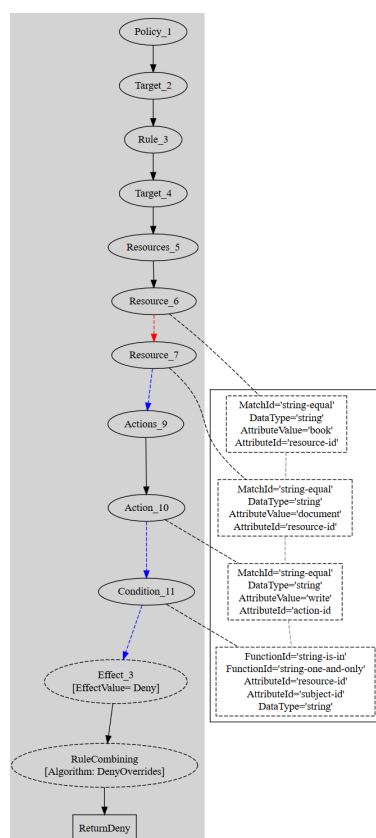 Policy_1
Target_2
Rule_3
Target_4
Resources_5
Resource_6
Resource_7
Actions_9
Action_10
Condition_11
Effect_3
[EffectValue= Deny]
RuleCombining
[Algorithm: DenyOverrides]
ReturnDeny
MatchId='string-equal'
DataType='string'
AttributeValue='book'
AttributeId='resource-id'
MatchId='string-equal'
DataType='string'
AttributeValue='document'
AttributeId='resource-id'
MatchId='string-equal'
DataType='string'
AttributeValue='write'
AttributeId='action-id
FunctionId='string-is-in'
FunctionId='string-one-and-only'
AttributeId='resource-id'
AttributeId='subject-id'
DataType='string'